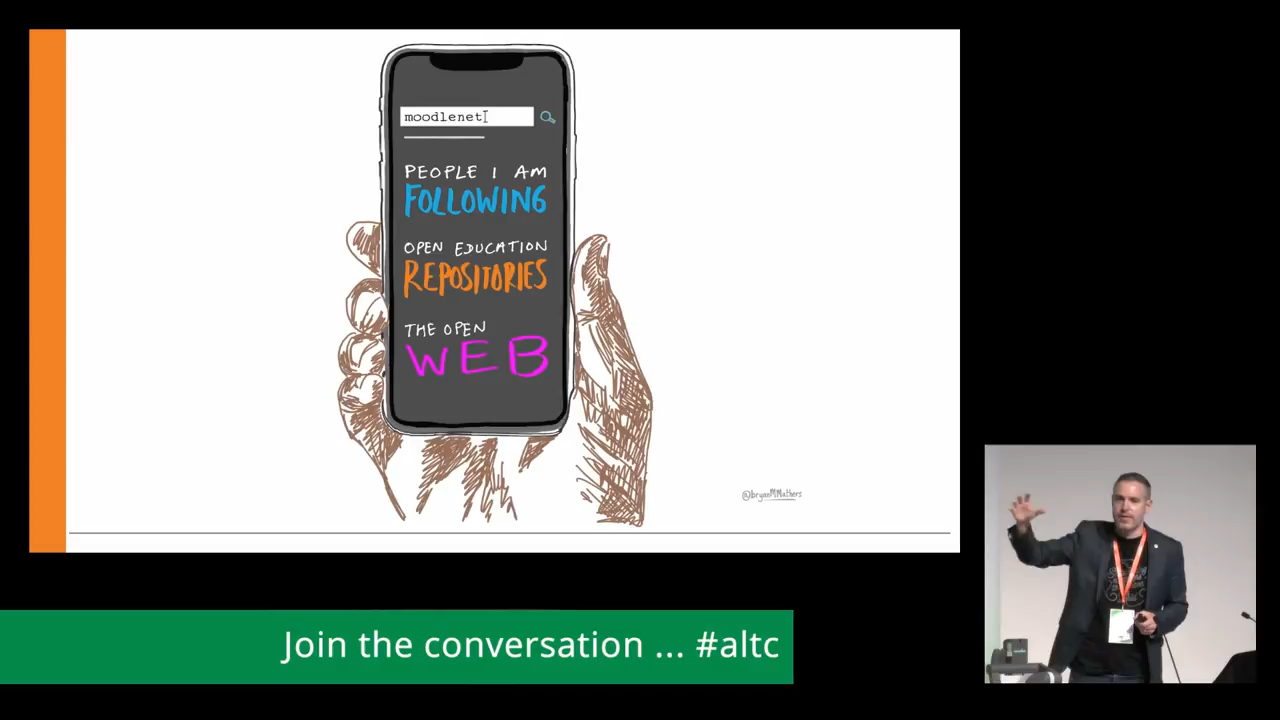 moodlenet
PEOPLE I AM
FOLLOWING
OPEN EDUCATION
REPOSITORIES
THE OPEN
WEB
@bryanMMathers
Join the conversation ... #altc